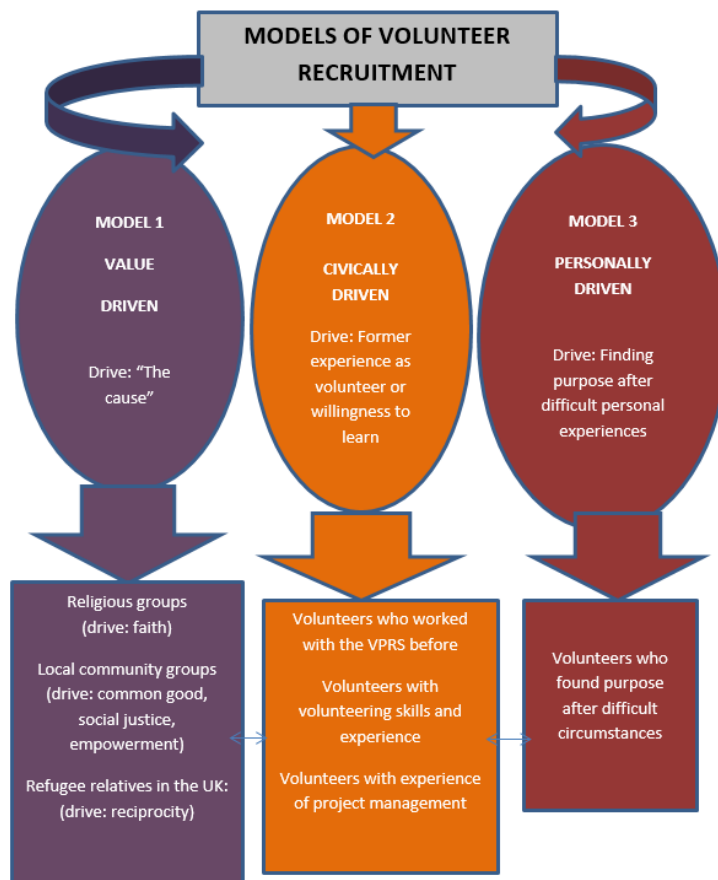 MODELS OF VOLUNTEER
RECRUITMENT
MODEL 1
VALUE
DRIVEN
Drive: “The
cause”
MODEL 2
CIVICALLY
DRIVEN
Drive: Former
experience as
volunteer or
willingness to
learn
MODEL 3
PERSONALLY
DRIVEN
Drive: Finding
purpose after
difficult personal
experiences
Religious groups
(drive: faith)
Local community groups
(drive: common good,
social justice,
empowerment)
Refugee relatives in the UK:
(drive: reciprocity)
Volunteers who worked
with the VPRS before
Volunteers with
volunteering skills and
experience
Volunteers with experience
of project management
Volunteers who
found purpose
after difficult
circumstances